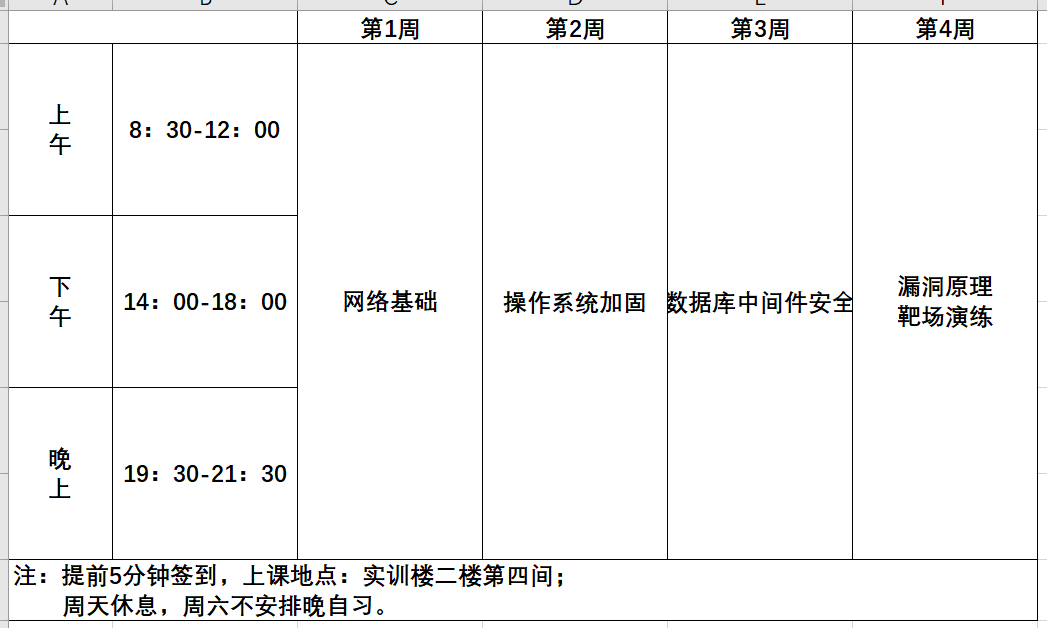 第1周 第2周 第3周 第4周
上
午
8：30-12：00
下
午
14：00-18：00
网络基础
操作系统加固
数据库中间件安全
漏洞原理
靶场演练
晚
上
19：30-21：30
注：提前5分钟签到，上课地点：实训楼二楼第四间；
周天休息，周六不安排晚自习。